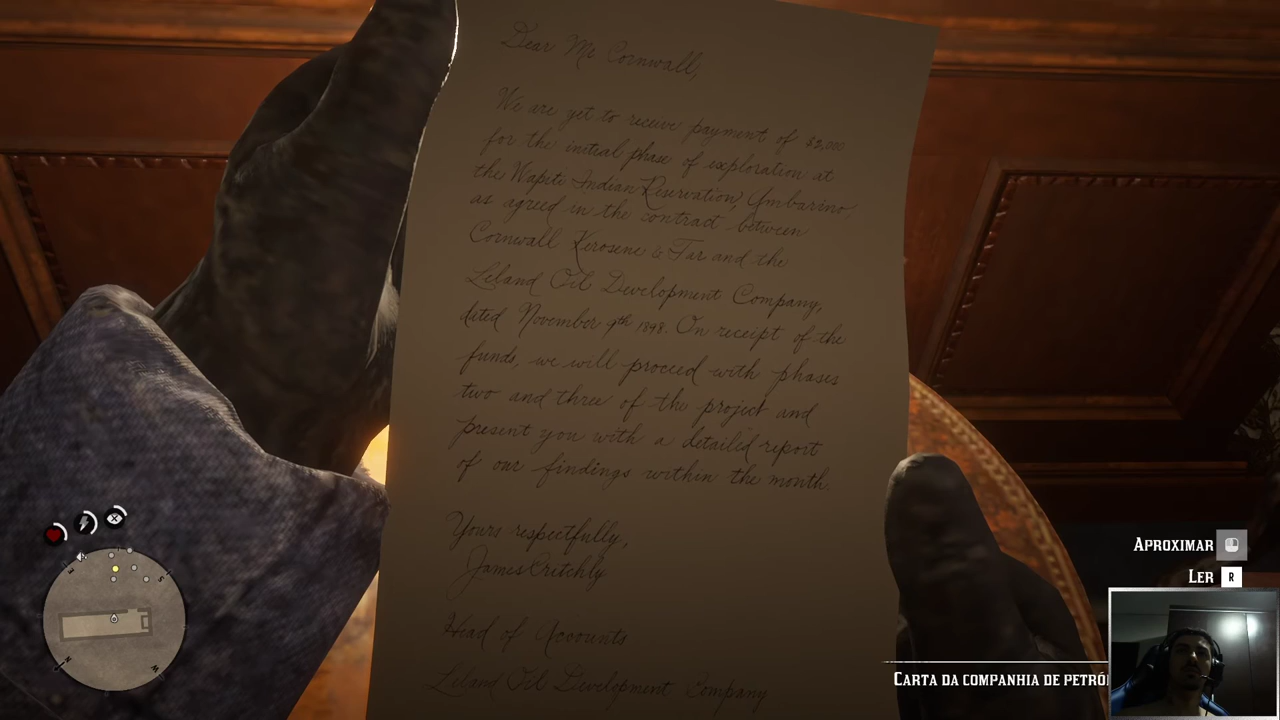 Dear Mr Cornwall,
We are yet to receive payment of $2,000
for the initial phase of exploration at
the Wapiti Indian Reservation, Ambarino,
as agreed in the contract between
Cornwall Kerosene & Tar and the
Leland Oil Development Company,
dated November 9th 1898. On receipt of the
funds, we will proceed with phases
two and three of the project and
present you with a detailed report
of our findings within the month.
Yours respectfully,
James Critchly
Head of Accounts
Leland Oil Development Company
APROXIMAR
LER R
CARTA DA COMPANHIA DE PETRÓ